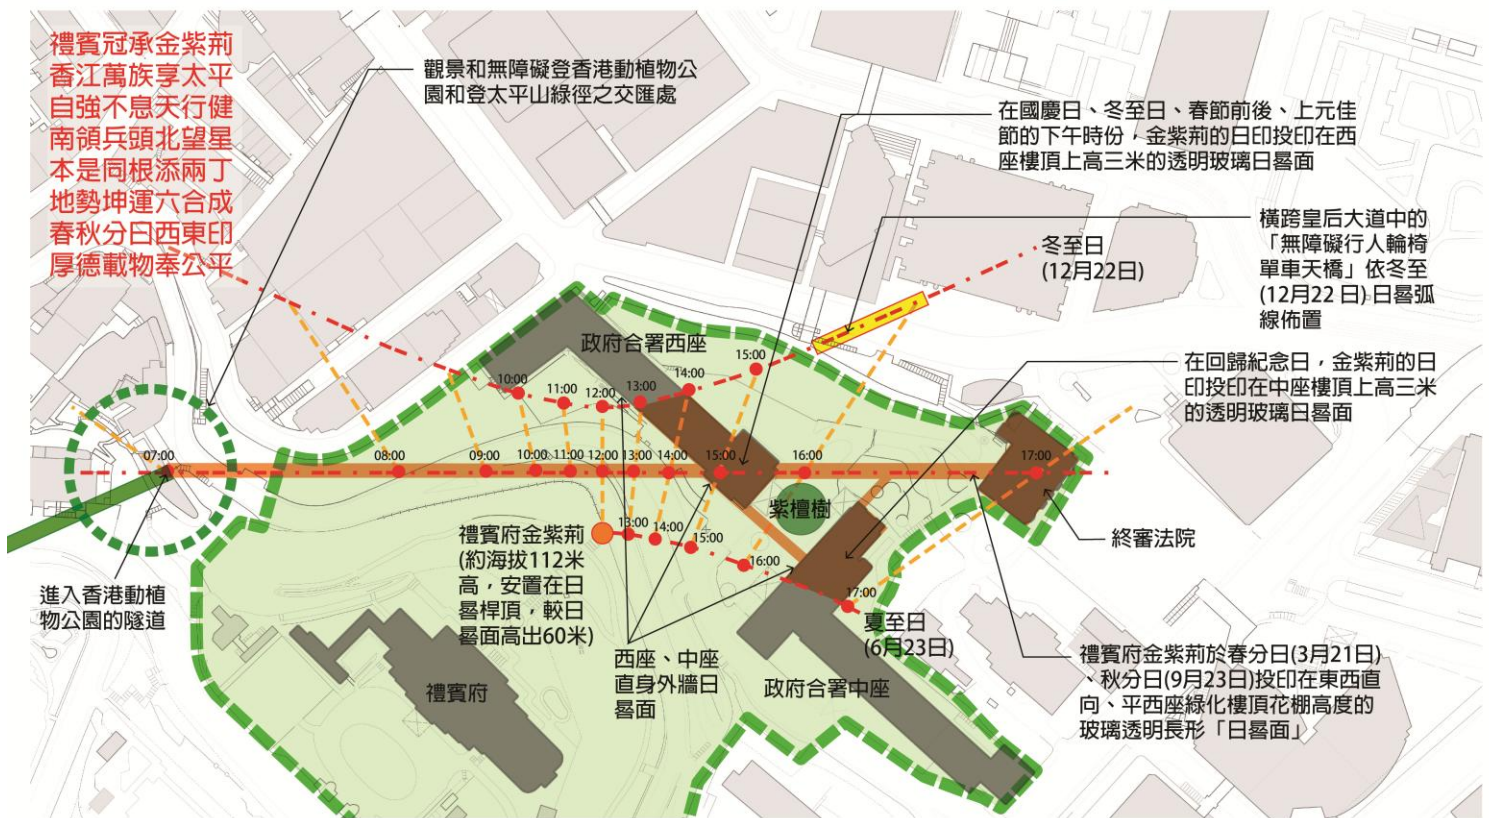 禮賓冠承金紫荊
香江萬族享太平
自強不息天行健
南領兵頭北望星
本是同根添兩丁
地勢坤運六合成
春秋分日西東印
厚德載物奉公平
觀景和無障礙登香港動植物公
園和登太平山綠徑之交匯處
在國慶日、冬至日、春節前後、上元佳
節的下午時份，金紫荊的日印投印在西
座樓頂上高三米的透明玻璃日晷面
橫跨皇后大道中的
「無障礙行人輪椅
單車天橋」依冬至
(12月22 日) 日晷弧
線佈置
冬至日
(12月22日)
政府合署西座
10:00
11:00
12:00
13:00
14:00
15:00
在回歸紀念日，金紫荊的日
印投印在中座樓頂上高三米
的透明玻璃日晷面
07:00
08:00
09:00
10:00
11:00
12:00
13:00
14:00
15:00
16:00
17:00
紫檀樹
終審法院
13:00
14:00
15:00
16:00
17:00
禮賓府金紫荊
(約海拔112米
高，安置在日
晷桿頂，較日
晷面高出60米)
進入香港動植
物公園的隧道
夏至日
(6月23日)
西座、中座
直身外牆日
晷面
禮賓府
政府合署中座
禮賓府金紫荊於春分日(3月21日)
、秋分日(9月23日)投印在東西直
向、平西座綠化樓頂花棚高度的
玻璃透明長形「日晷面」